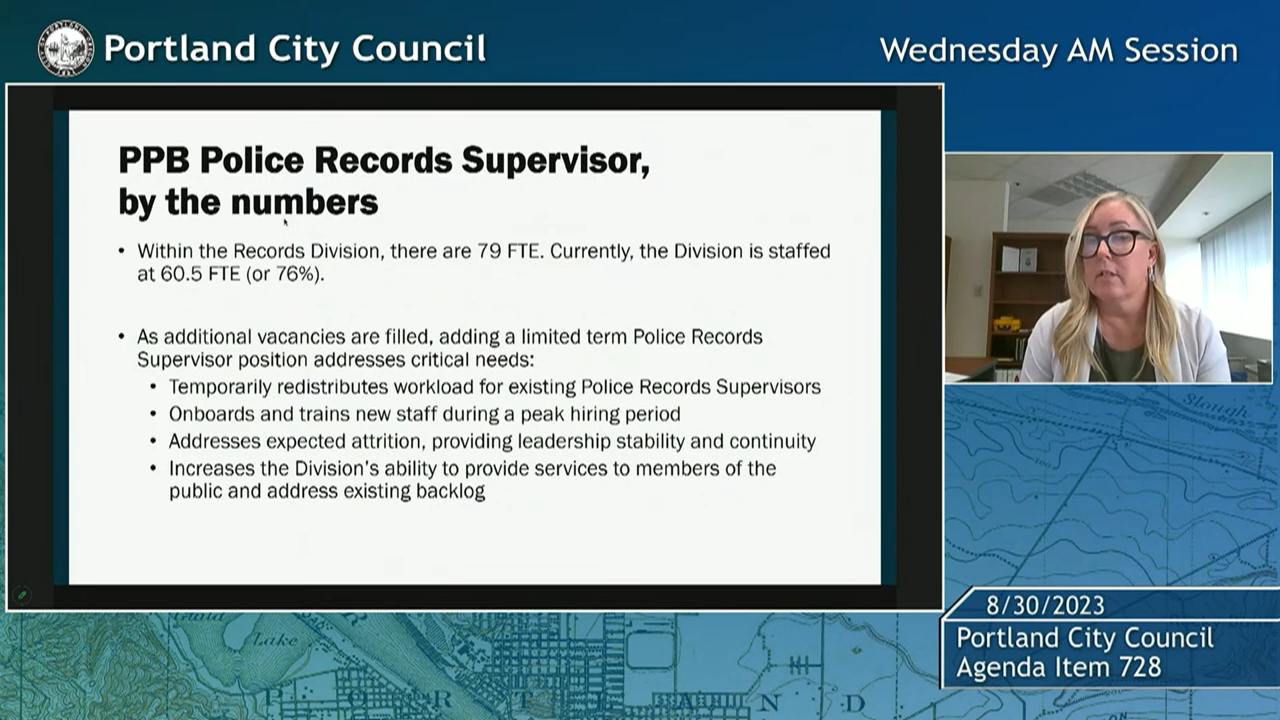 Portland City Council
Wednesday AM Session
PPB Police Records Supervisor,
by the numbers
• Within the Records Division, there are 79 FTE. Currently, the Division is staffed
at 60.5 FTE (or 76%).
• As additional vacancies are filled, adding a limited term Police Records
Supervisor position addresses critical needs:
• Temporarily redistributes workload for existing Police Records Supervisors
• Onboards and trains new staff during a peak hiring period
• Addresses expected attrition, providing leadership stability and continuity
• Increases the Division's ability to provide services to members of the
public and address existing backlog
Slough
8/30/2023
Portland City Council
Agenda Item 728
Guild
Lake
P O R T L A N D